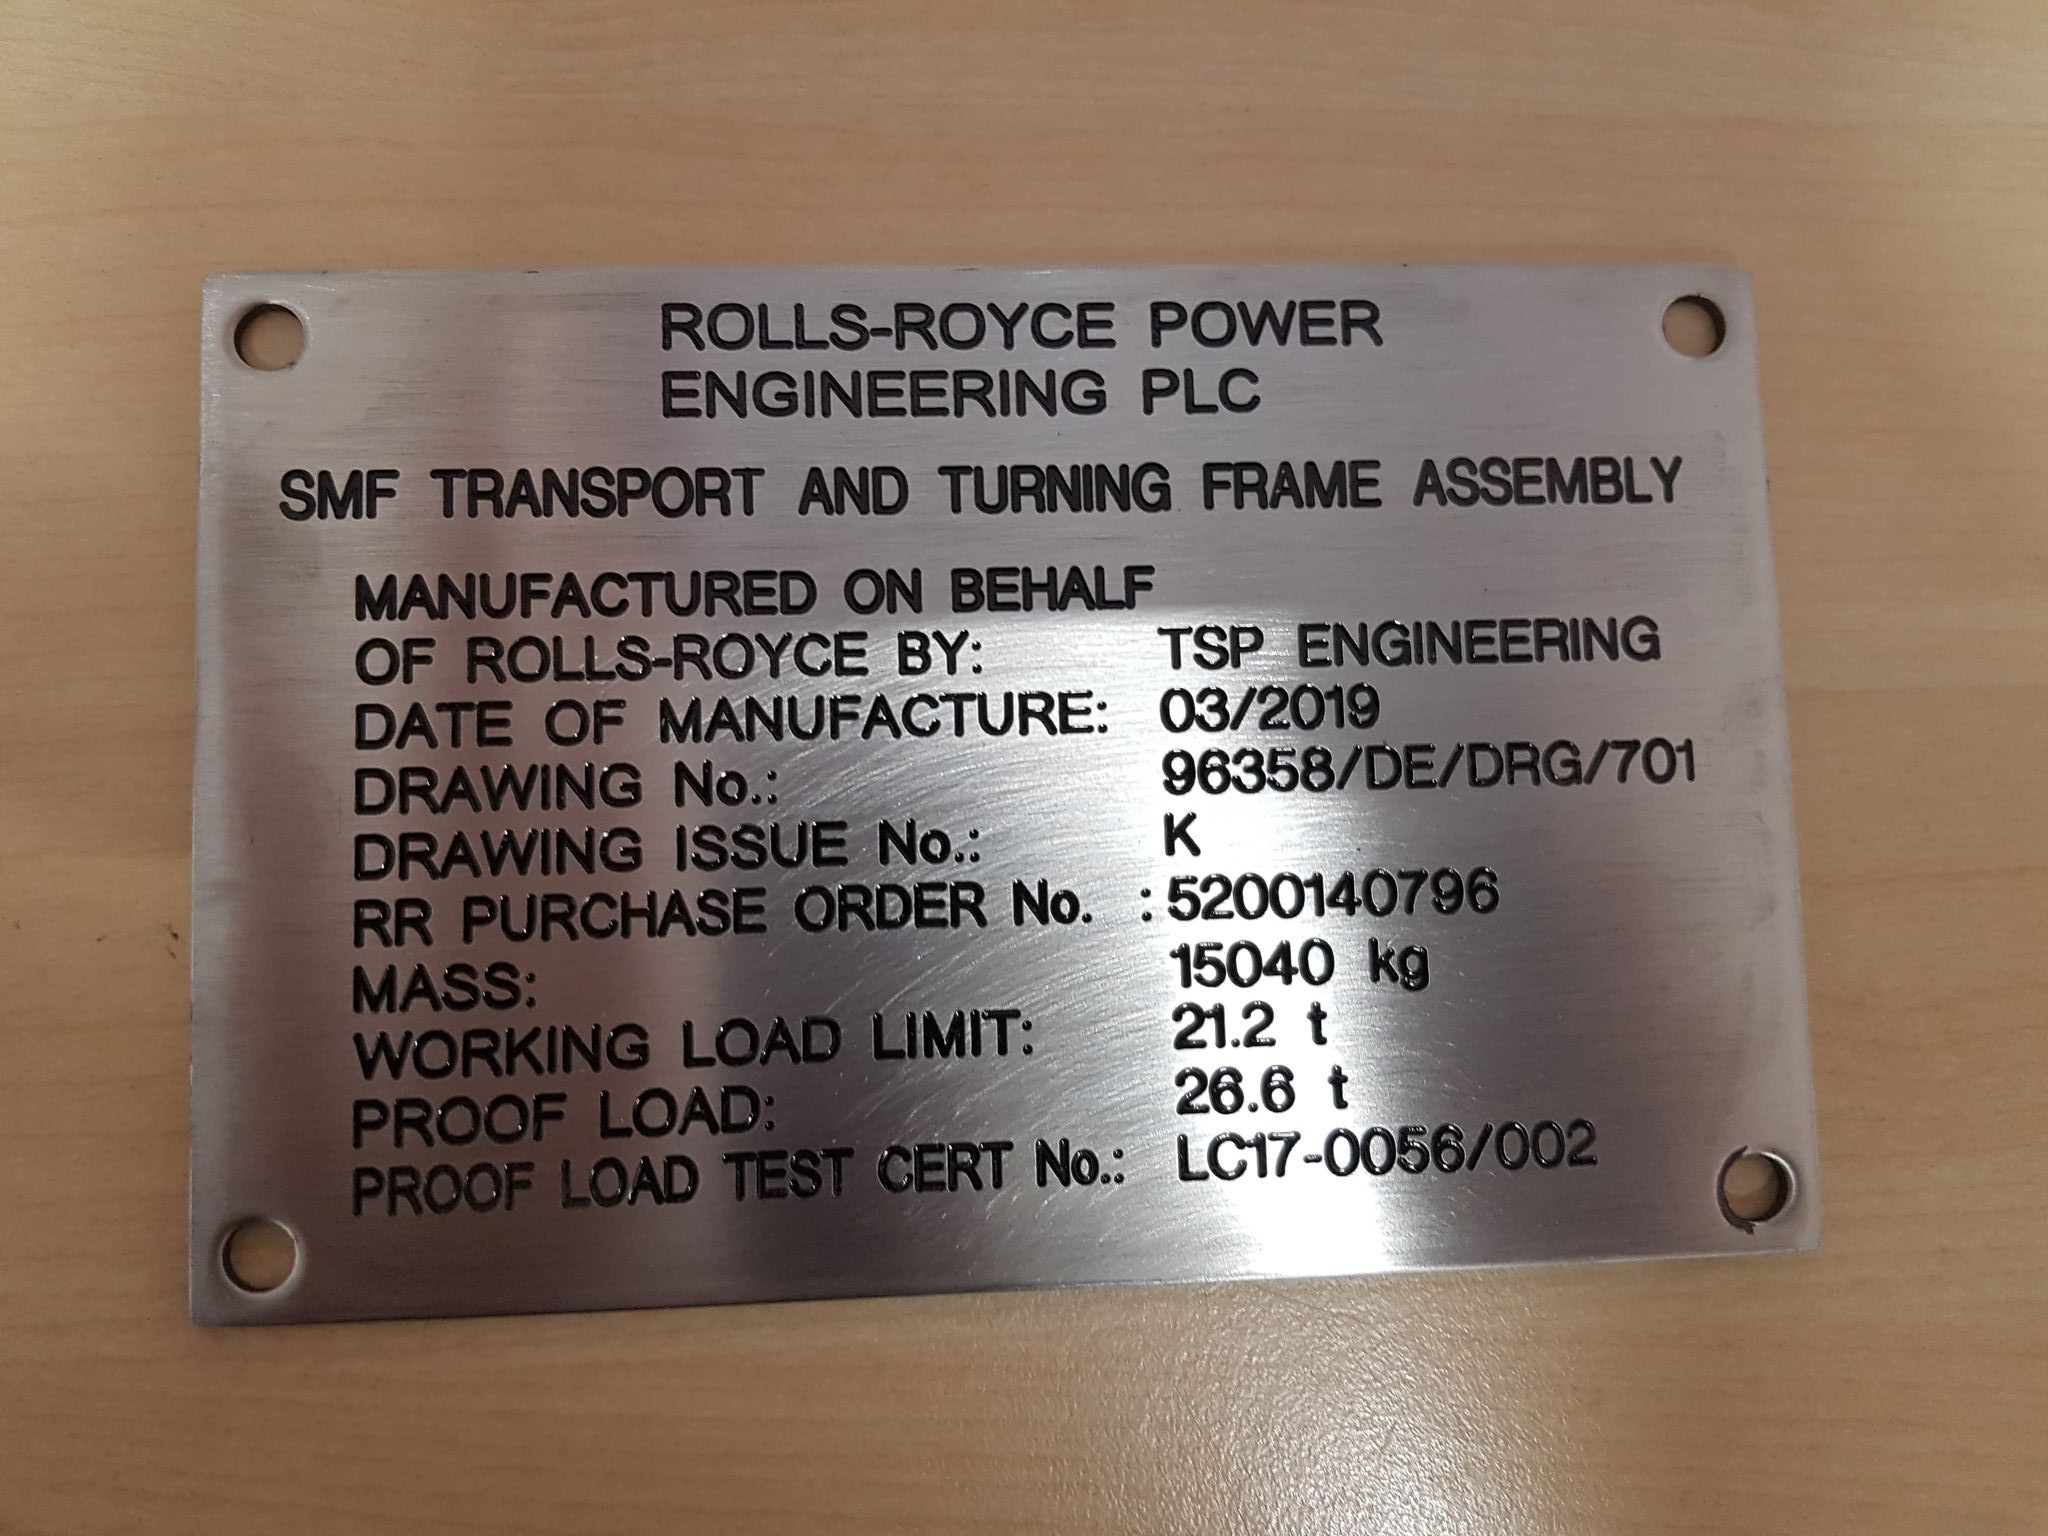 ROLLS-ROYCE POWER
ENGINEERING PLC
SMF TRANSPORT AND TURNING FRAME ASSEMBLY
MANUFACTURED ON BEHALF
OF ROLLS-ROYCE BY: TSP ENGINEERING
DATE OF MANUFACTURE: 03/2019
DRAWING No.: 96358/DE/DRG/701
DRAWING ISSUE No.: K
RR PURCHASE ORDER No. : 5200140796
MASS: 15040 kg
WORKING LOAD LIMIT: 21.2 t
PROOF LOAD: 26.6 t
PROOF LOAD TEST CERT No.: LC17-0056/002